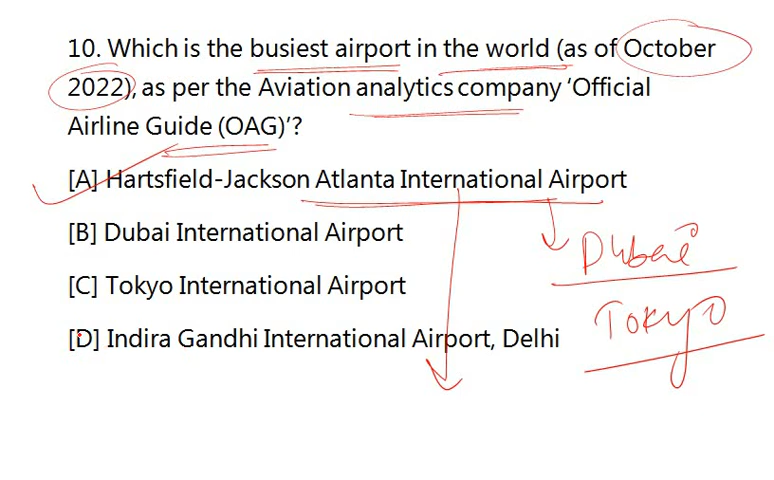 10. Which is the busiest airport in the world (as of October
2022), as per the Aviation analytics company ‘Official
Airline Guide (OAG)’?
[A] Hartsfield-Jackson Atlanta International Airport
[B] Dubai International Airport
[C] Tokyo International Airport
[D] Indira Gandhi International Airport, Delhi
Dubai
Tokyo